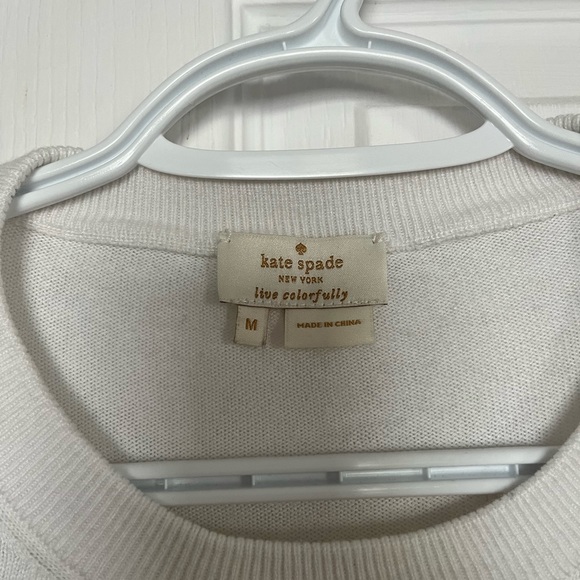 kate spade
NEW YORK
live colorfully
M
MADE IN CHINA